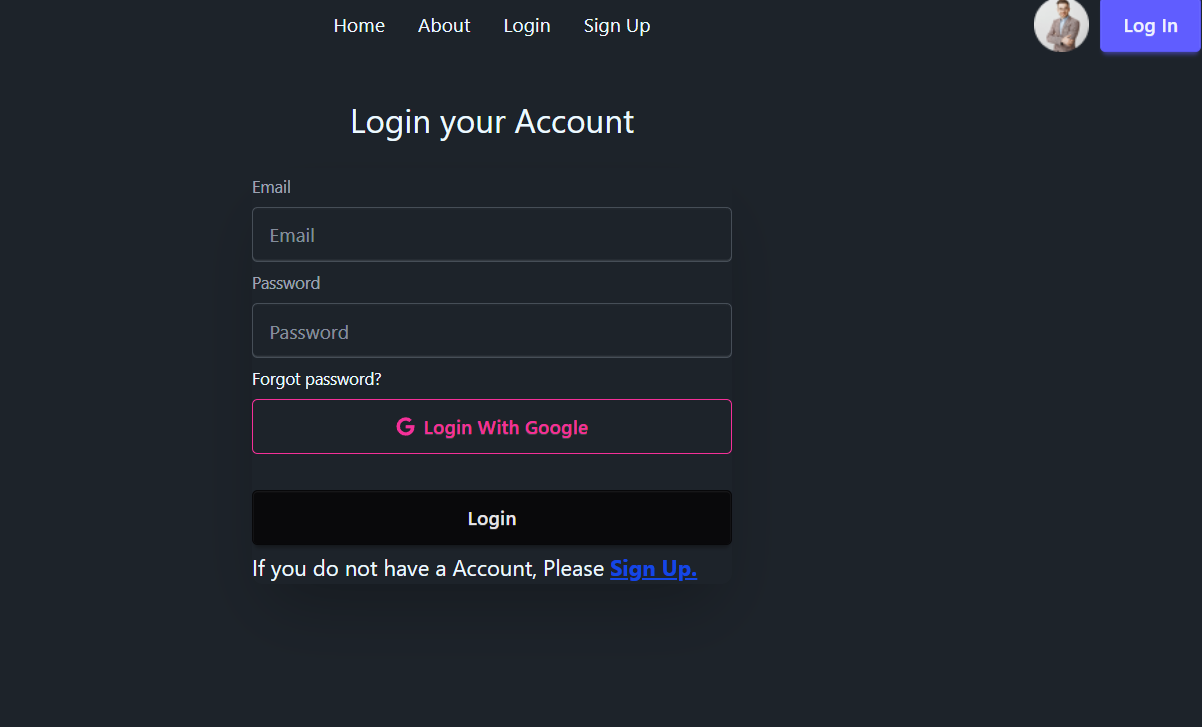 Home About Login Sign Up Log In
Login your Account
Email
Email
Password
Password
Forgot password?
Login With Google
Login
If you do not have a Account, Please Sign Up.